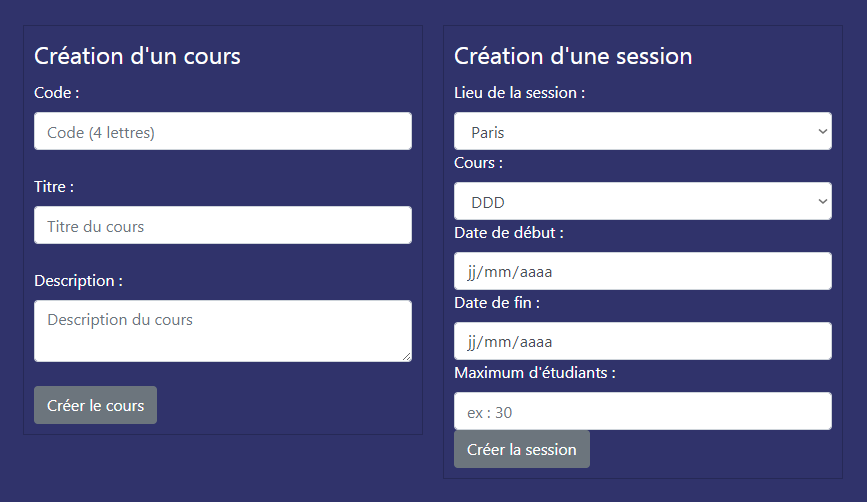 Création d'un cours
Code :
Code (4 lettres)
Titre :
Titre du cours
Description :
Description du cours
Créer le cours
Création d'une session
Lieu de la session :
Paris
Cours :
DDD
Date de début :
jj/mm/aaaa
Date de fin :
jj/mm/aaaa
Maximum d'étudiants :
ex : 30
Créer la session